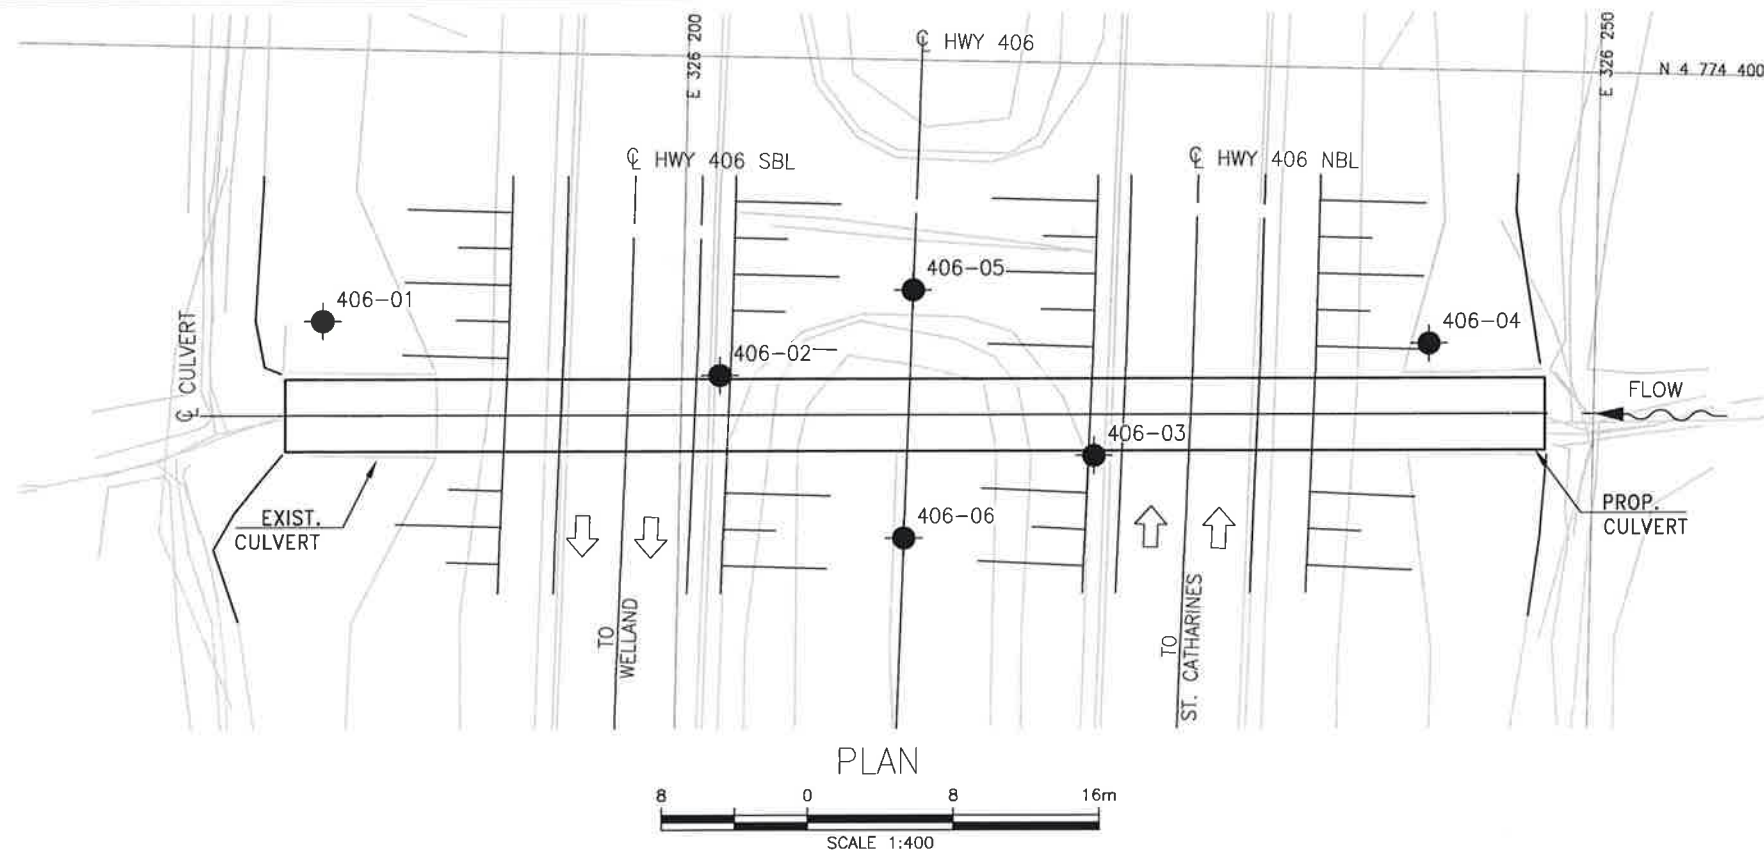 ℄ HWY 406
E 326 200
E 326 250
N 4 774 400
℄ HWY 406 SBL
℄ HWY 406 NBL
406-05
406-01
406-04
406-02
℄ CULVERT
FLOW
406-03
EXIST.
CULVERT
406-06
PROP.
CULVERT
TO
WELLAND
TO
ST. CATHARINES
PLAN
8 0 8 16m
SCALE 1:400